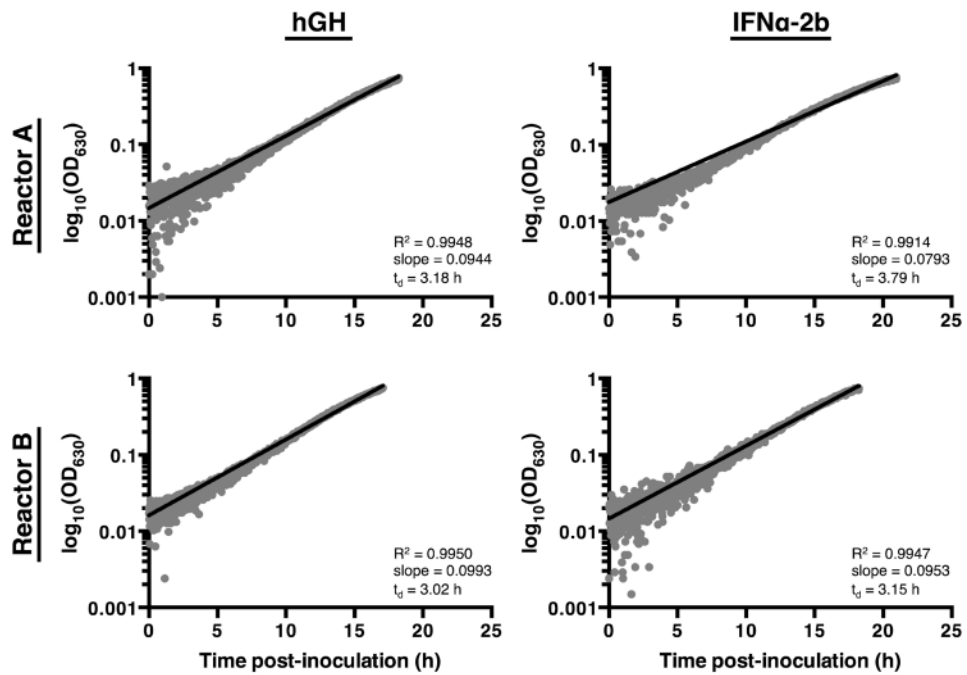 hGH
IFNα-2b
Reactor A
log10(OD630)
1
0.1
0.01
0.001
0 5 10 15 20 25
R² = 0.9948
slope = 0.0944
td = 3.18 h
log10(OD630)
1
0.1
0.01
0.001
0 5 10 15 20 25
R² = 0.9914
slope = 0.0793
td = 3.79 h
Reactor B
log10(OD630)
1
0.1
0.01
0.001
0 5 10 15 20 25
R² = 0.9950
slope = 0.0993
td = 3.02 h
Time post-inoculation (h)
log10(OD630)
1
0.1
0.01
0.001
0 5 10 15 20 25
R² = 0.9947
slope = 0.0953
td = 3.15 h
Time post-inoculation (h)